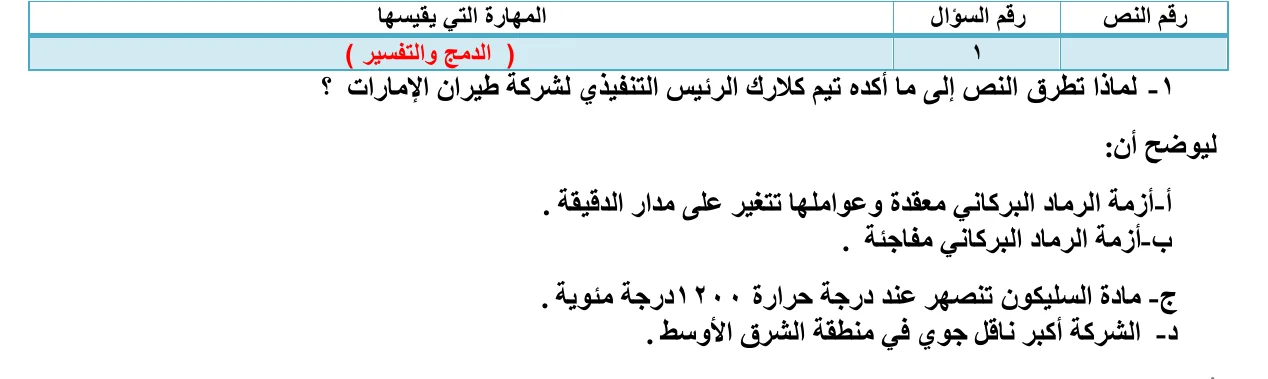 رقم النص رقم السؤال المهارة التي يقيسها
١ ( الدمج والتفسير )
١- لماذا تطرق النص إلى ما أكده تيم كلارك الرئيس التنفيذي لشركة طيران الإمارات ؟
ليوضح أن:
أ-أزمة الرماد البركاني معقدة وعواملها تتغير على مدار الدقيقة .
ب-أزمة الرماد البركاني مفاجئة .
ج- مادة السليكون تنصهر عند درجة حرارة ١٢٠٠درجة مئوية .
د- الشركة أكبر ناقل جوي في منطقة الشرق الأوسط.